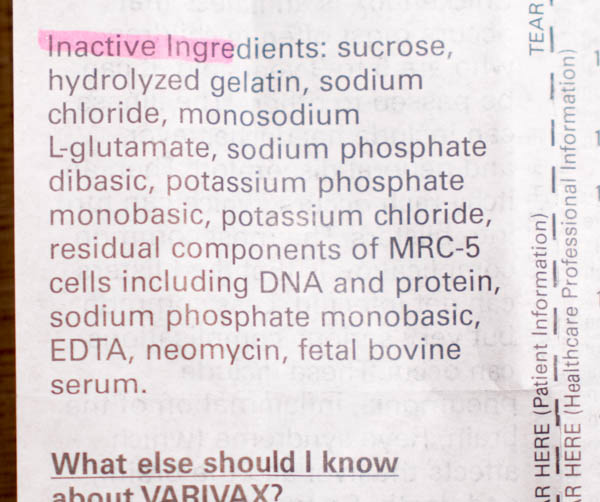 Inactive Ingredients: sucrose,
hydrolyzed gelatin, sodium
chloride, monosodium
L-glutamate, sodium phosphate
dibasic, potassium phosphate
monobasic, potassium chloride,
residual components of MRC-5
cells including DNA and protein,
sodium phosphate monobasic,
EDTA, neomycin, fetal bovine
serum.
What else should I know
about VARIVAX?
TEAR
HERE (Patient Information)
HERE (Healthcare Professional Information)